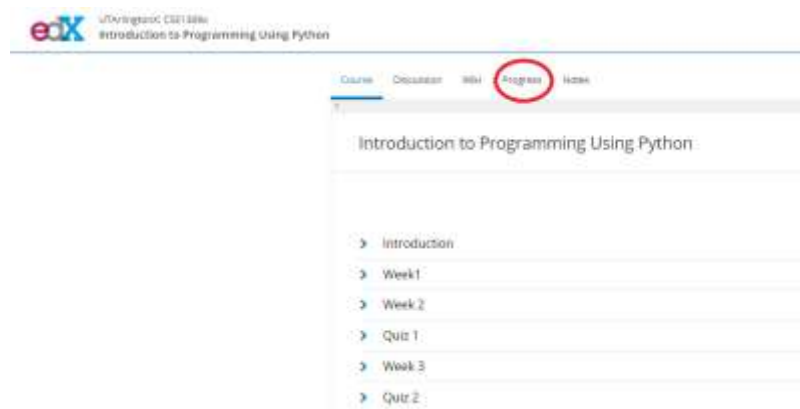 edX
UTArlingtonX: CSE1309x
Introduction to Programming Using Python
Course Discussion Wiki Progress Notes
Introduction to Programming Using Python
Introduction
Week1
Week 2
Quiz 1
Week 3
Quiz 2